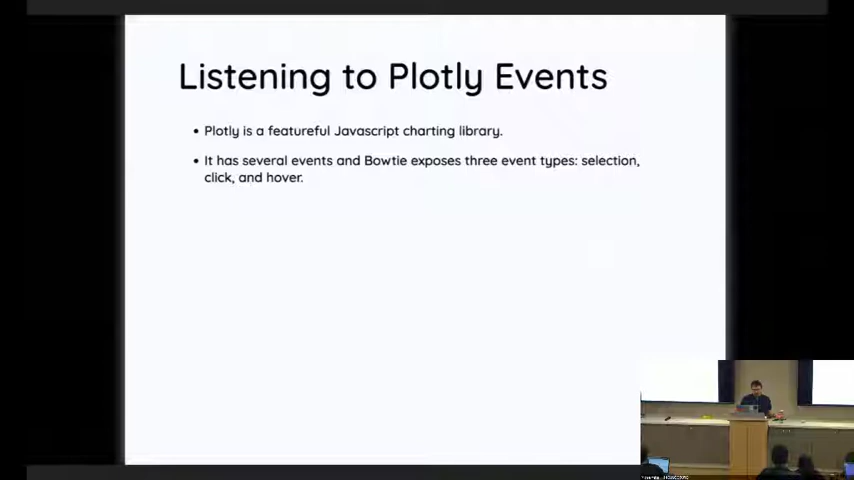 Listening to Plotly Events
• Plotly is a featureful Javascript charting library.
• It has several events and Bowtie exposes three event types: selection,
click, and hover.